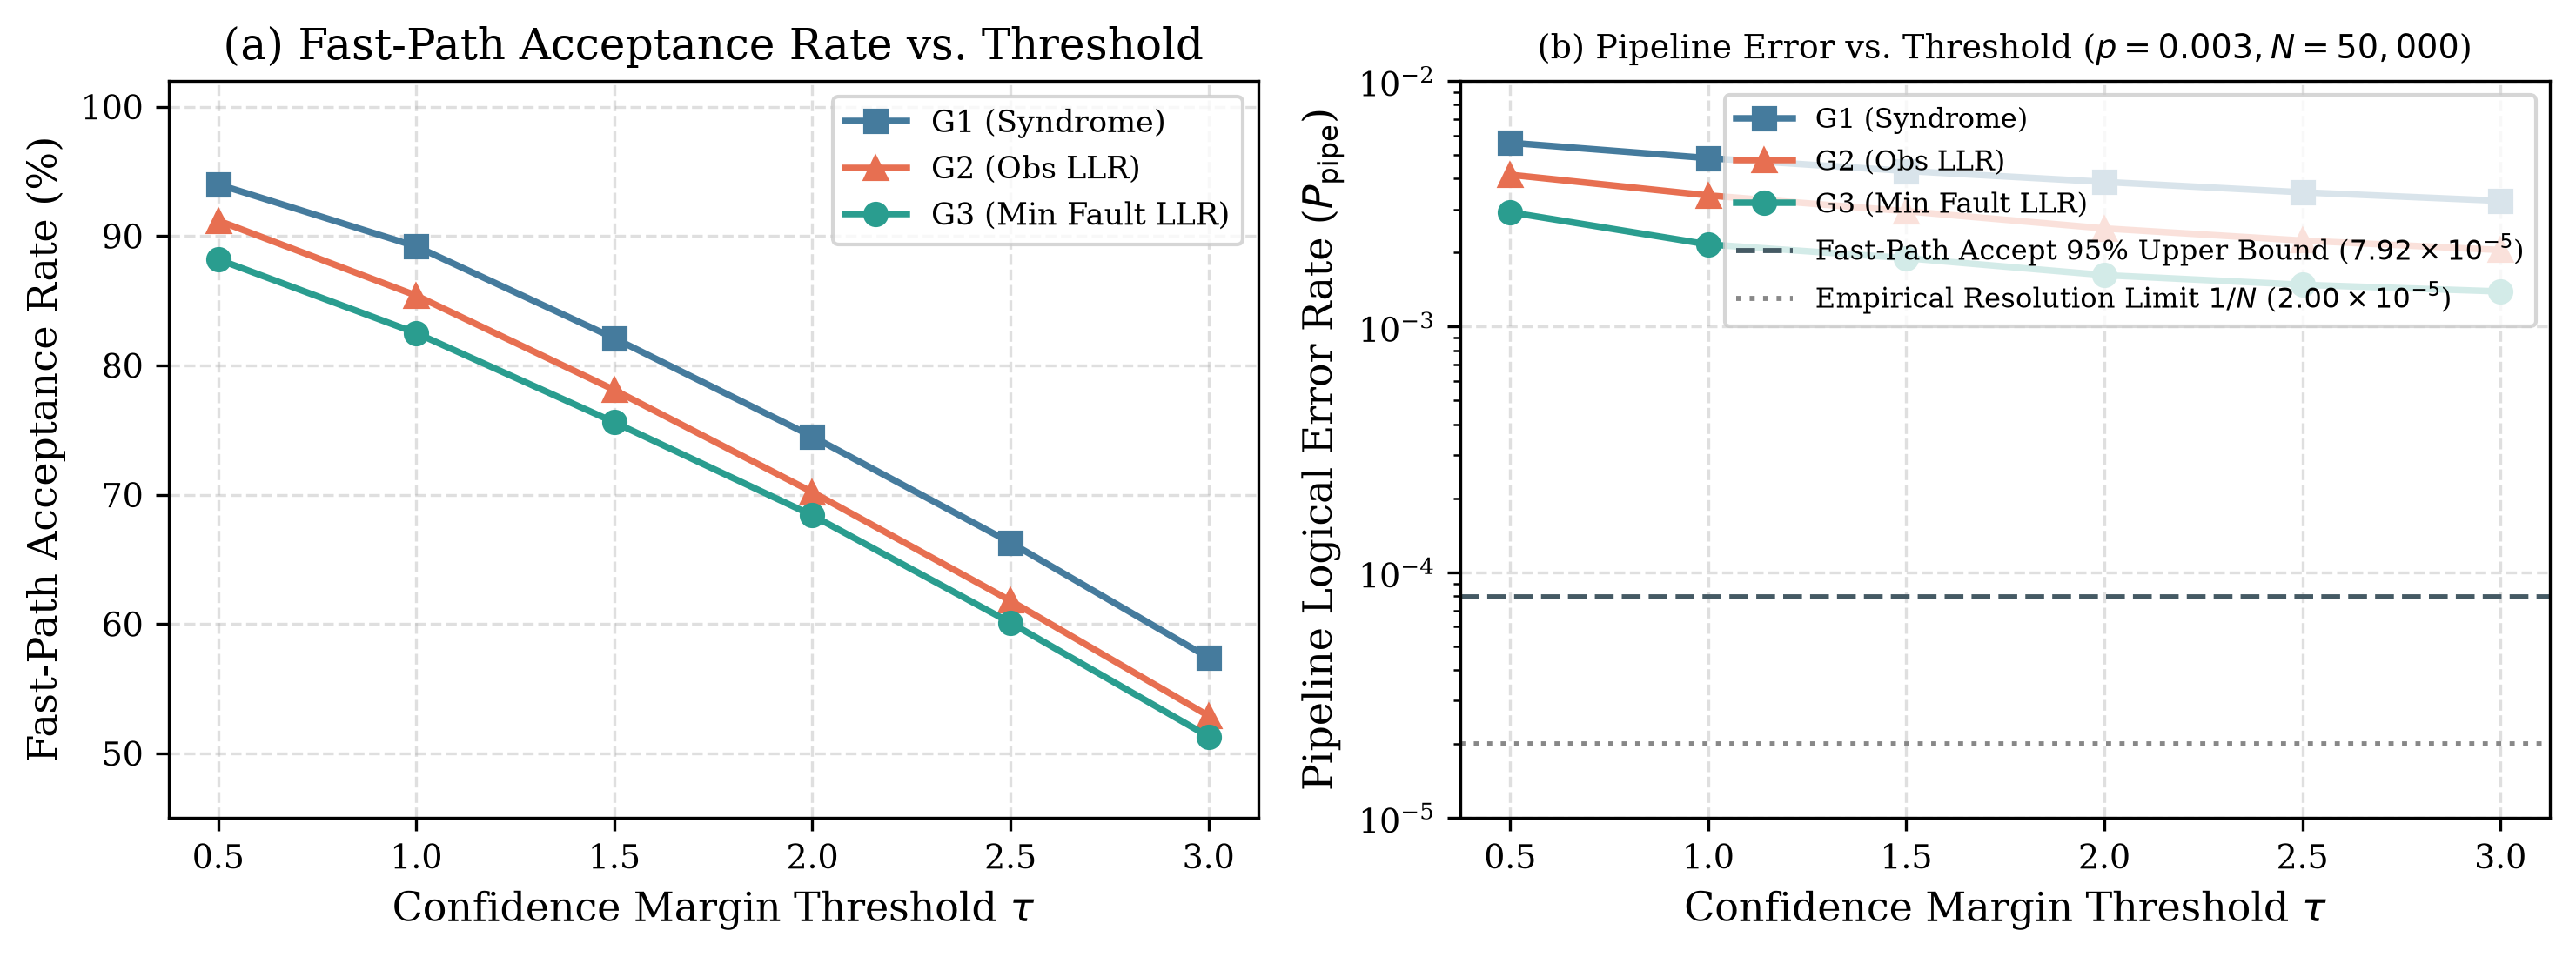 (a) Fast-Path Acceptance Rate vs. Threshold
Fast-Path Acceptance Rate (%)
100
90
80
70
60
50
G1 (Syndrome)
G2 (Obs LLR)
G3 (Min Fault LLR)
0.5 1.0 1.5 2.0 2.5 3.0
Confidence Margin Threshold τ
(b) Pipeline Error vs. Threshold (p = 0.003, N = 50,000)
Pipeline Logical Error Rate (P_pipe)
10⁻²
10⁻³
10⁻⁴
10⁻⁵
G1 (Syndrome)
G2 (Obs LLR)
G3 (Min Fault LLR)
Fast-Path Accept 95% Upper Bound (7.92 × 10⁻⁵)
Empirical Resolution Limit 1/N (2.00 × 10⁻⁵)
0.5 1.0 1.5 2.0 2.5 3.0
Confidence Margin Threshold τ